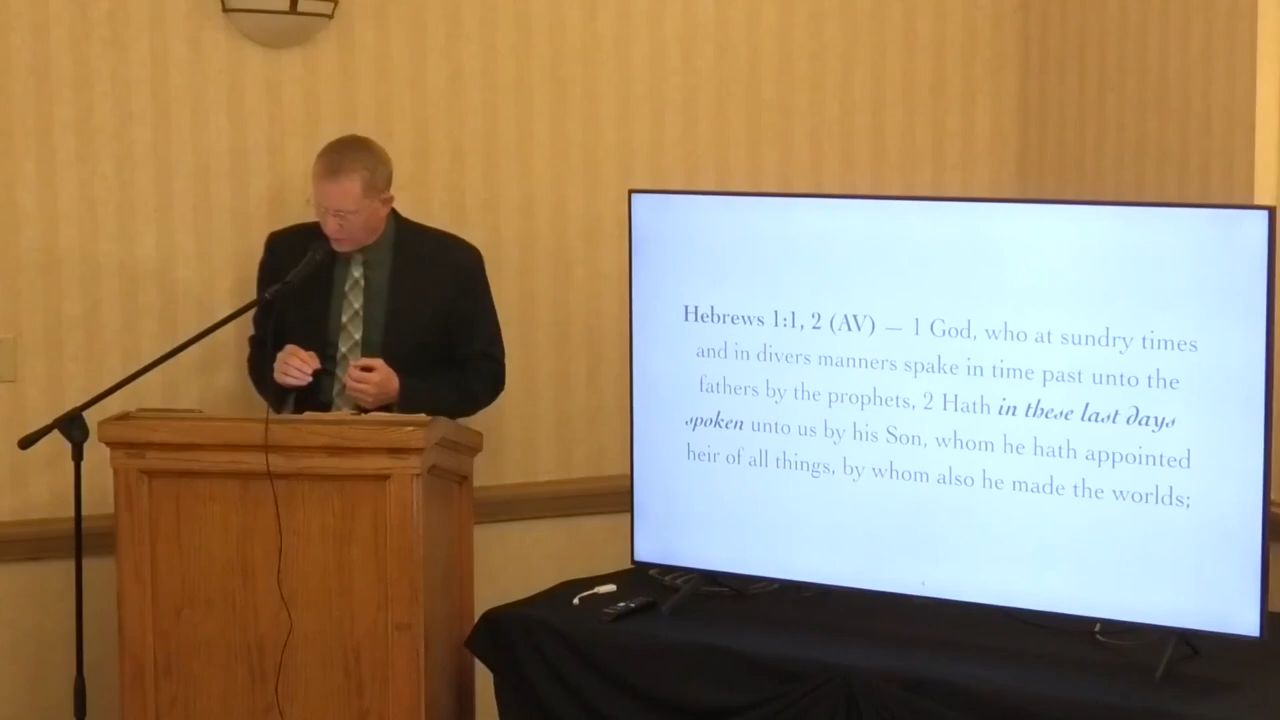 Hebrews 1:1, 2 (AV) — 1 God, who at sundry times
and in divers manners spake in time past unto the
fathers by the prophets, 2 Hath in these last days
spoken unto us by his Son, whom he hath appointed
heir of all things, by whom also he made the worlds;